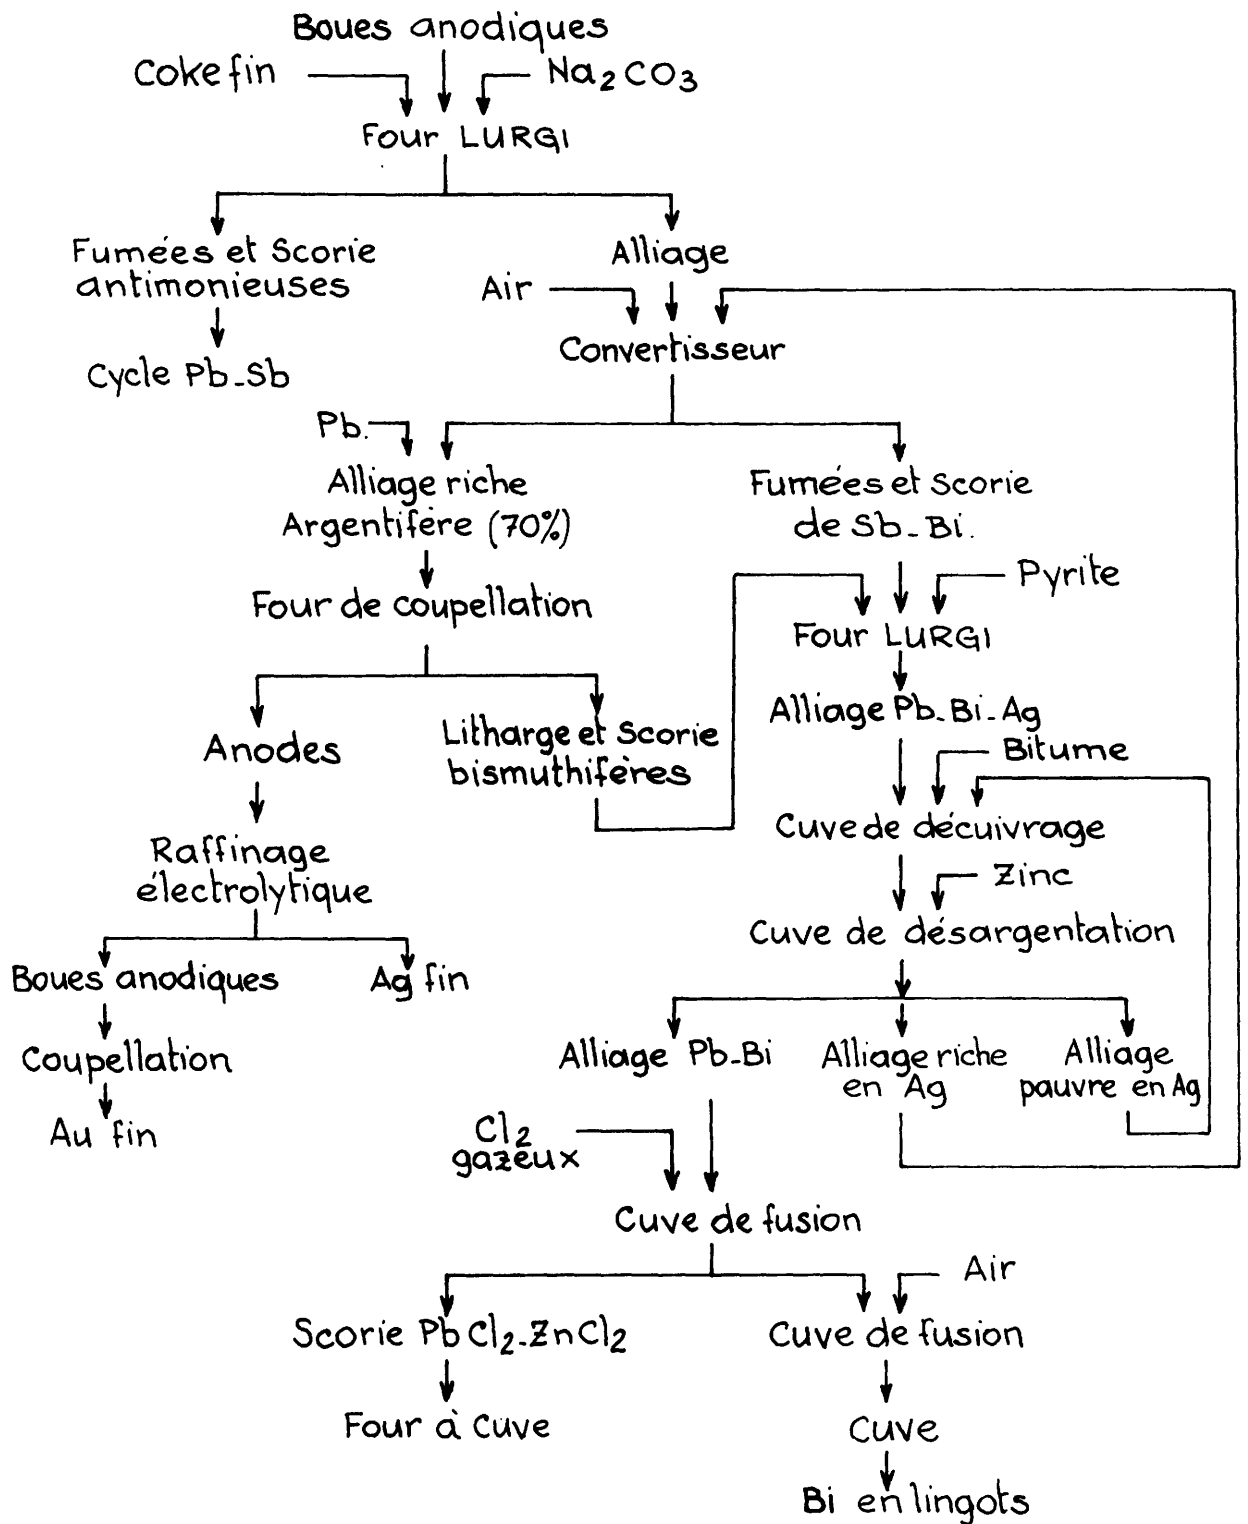 Boues anodiques
Coke fin
Na2CO3
Four LURGI
Fumées et Scorie
antimonieuses
Alliage
Air
Convertisseur
Cycle Pb-Sb
Pb.
Alliage riche
Argentifère (70%)
Fumées et Scorie
de Sb-Bi.
Pyrite
Four de coupellation
Four LURGI
Alliage Pb-Bi-Ag
Anodes
Litharge et Scorie
bismuthifères
Bitume
Cuve de décuivrage
Raffinage
électrolytique
Zinc
Cuve de désargentation
Boues anodiques
Ag fin
Coupellation
Au fin
Alliage Pb-Bi
Alliage riche
en Ag
Alliage
pauvre en Ag
Cl2
gazeux
Cuve de fusion
Air
Scorie PbCl2-ZnCl2
Cuve de fusion
Four à Cuve
Cuve
Bi en lingots